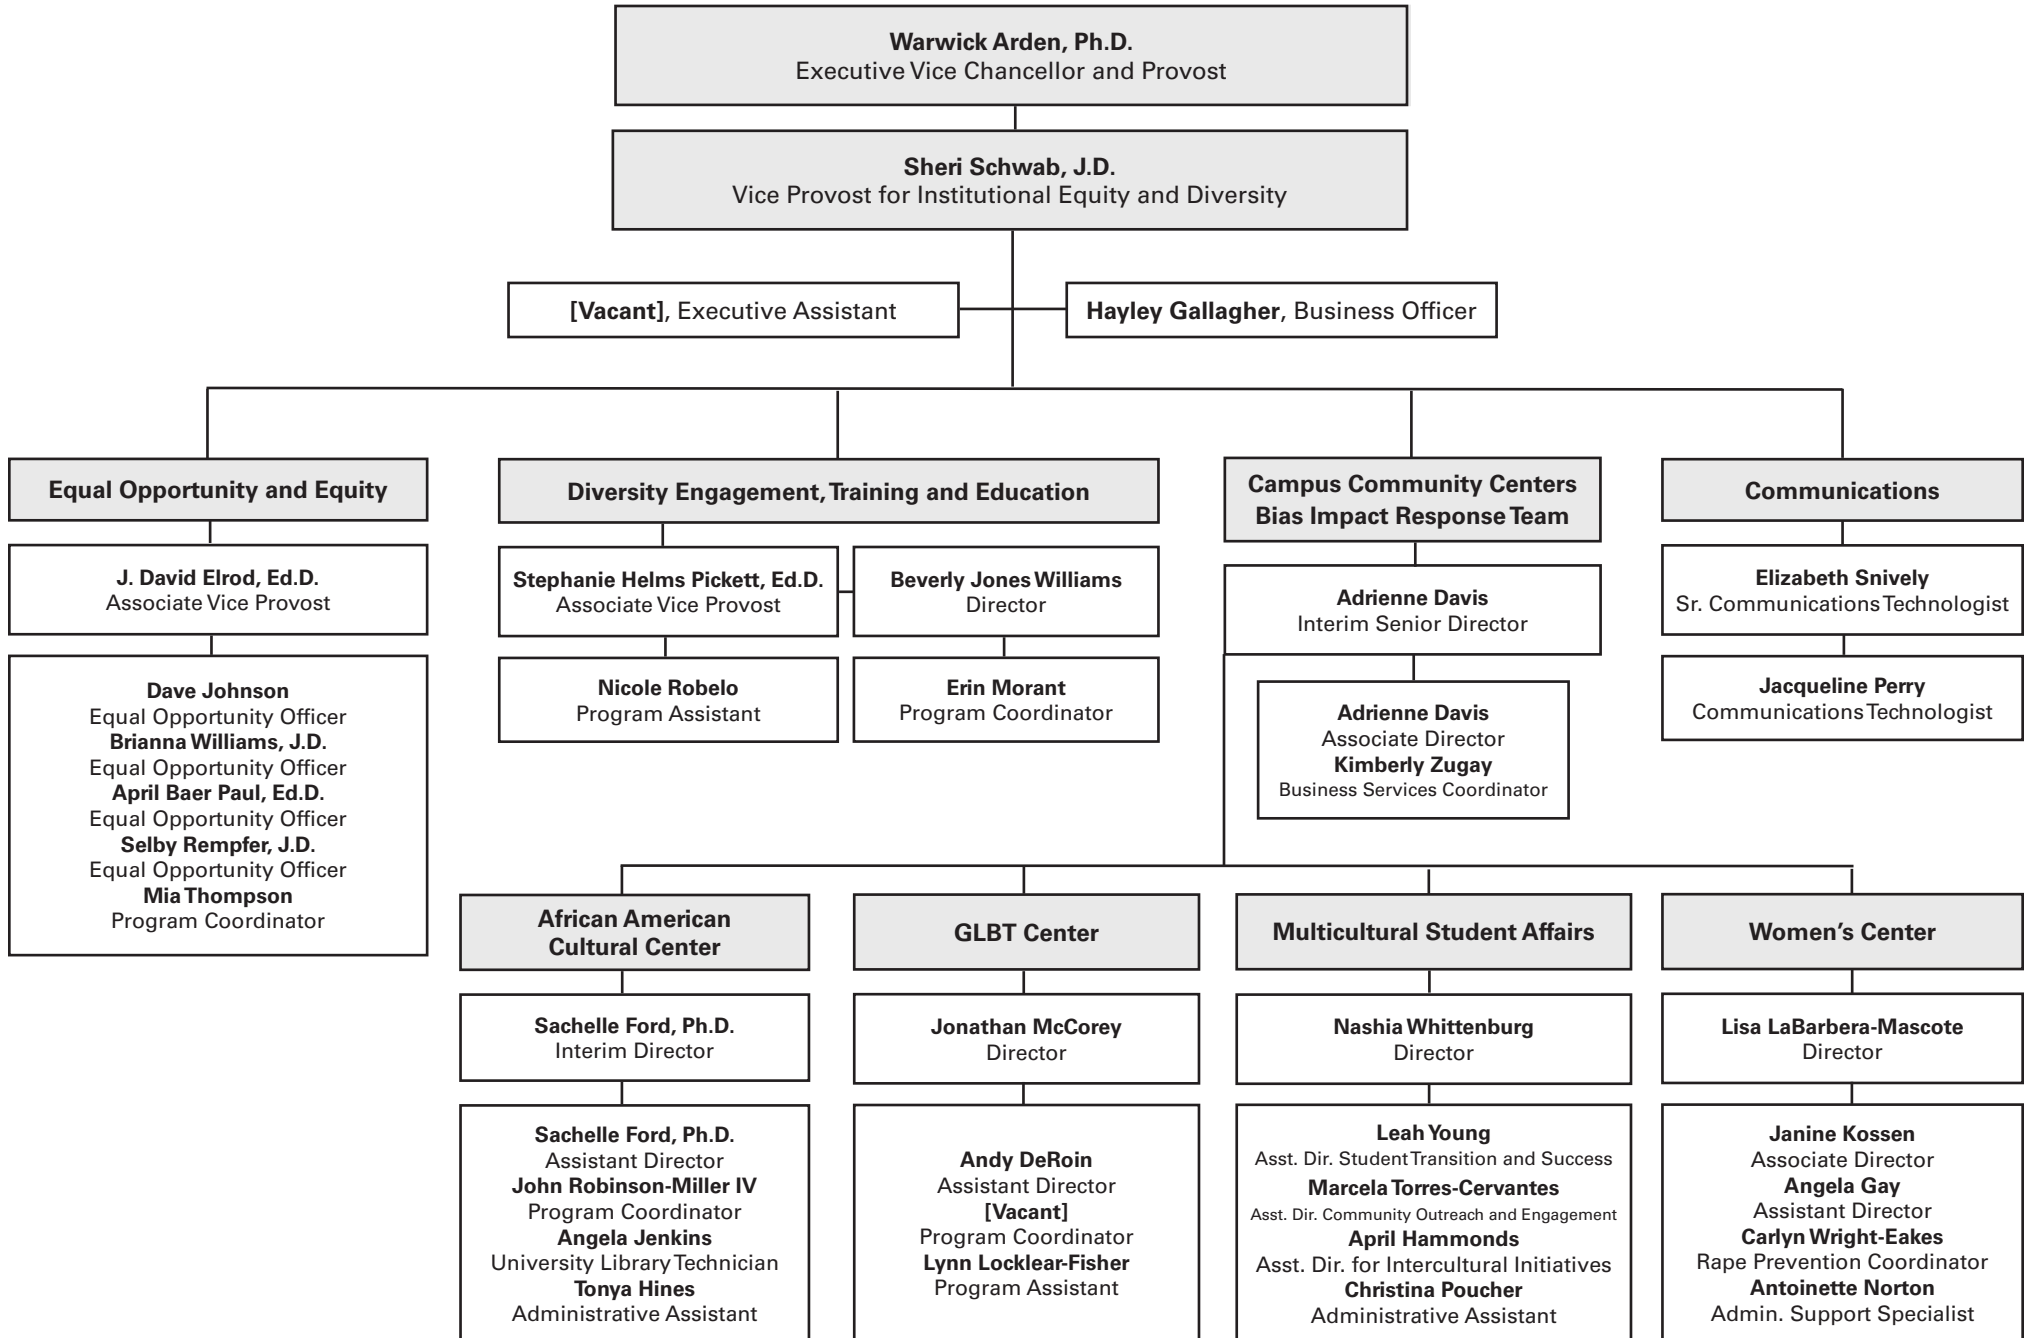 Warwick Arden, Ph.D.
Executive Vice Chancellor and Provost
Sheri Schwab, J.D.
Vice Provost for Institutional Equity and Diversity
[Vacant], Executive Assistant
Hayley Gallagher, Business Officer
Equal Opportunity and Equity
J. David Elrod, Ed.D.
Associate Vice Provost
Dave Johnson
Equal Opportunity Officer
Brianna Williams, J.D.
Equal Opportunity Officer
April Baer Paul, Ed.D.
Equal Opportunity Officer
Selby Rempfer, J.D.
Equal Opportunity Officer
Mia Thompson
Program Coordinator
Diversity Engagement, Training and Education
Stephanie Helms Pickett, Ed.D.
Associate Vice Provost
Beverly Jones Williams
Director
Nicole Robelo
Program Assistant
Erin Morant
Program Coordinator
Campus Community Centers
Bias Impact Response Team
Adrienne Davis
Interim Senior Director
Adrienne Davis
Associate Director
Kimberly Zugay
Business Services Coordinator
Communications
Elizabeth Snively
Sr. Communications Technologist
Jacqueline Perry
Communications Technologist
African American
Cultural Center
Sachelle Ford, Ph.D.
Interim Director
Sachelle Ford, Ph.D.
Assistant Director
John Robinson-Miller IV
Program Coordinator
Angela Jenkins
University Library Technician
Tonya Hines
Administrative Assistant
GLBT Center
Jonathan McCorey
Director
Andy DeRoin
Assistant Director
[Vacant]
Program Coordinator
Lynn Locklear-Fisher
Program Assistant
Multicultural Student Affairs
Nashia Whittenburg
Director
Leah Young
Asst. Dir. Student Transition and Success
Marcela Torres-Cervantes
Asst. Dir. Community Outreach and Engagement
April Hammonds
Asst. Dir. for Intercultural Initiatives
Christina Poucher
Administrative Assistant
Women's Center
Lisa LaBarbera-Mascote
Director
Janine Kossen
Associate Director
Angela Gay
Assistant Director
Carlyn Wright-Eakes
Rape Prevention Coordinator
Antoinette Norton
Admin. Support Specialist